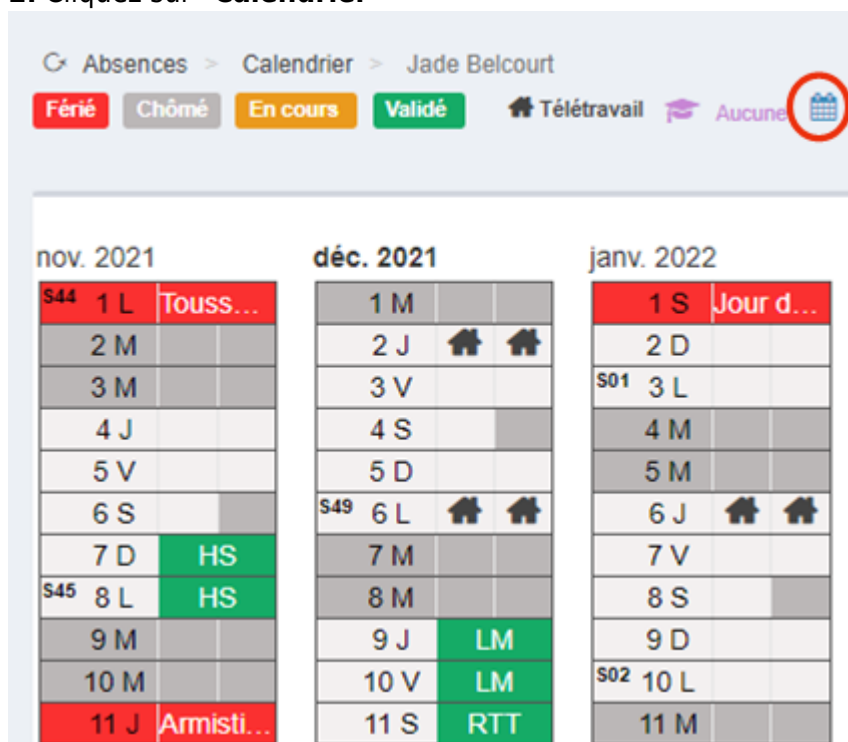 Absences > Calendrier > Jade Belcourt
Férié Chômé En cours Validé Télétravail Aucune
nov. 2021 déc. 2021 janv. 2022
S44 1 L Touss... 1 M 1 S Jour d...
2 M 2 J 2 D
3 M 3 V S01 3 L
4 J 4 S 4 M
5 V 5 D 5 M
6 S S49 6 L 6 J
7 D HS 7 M 7 V
S45 8 L HS 8 M 8 S
9 M 9 J LM 9 D
10 M 10 V LM S02 10 L
11 J Armisti... 11 S RTT 11 M